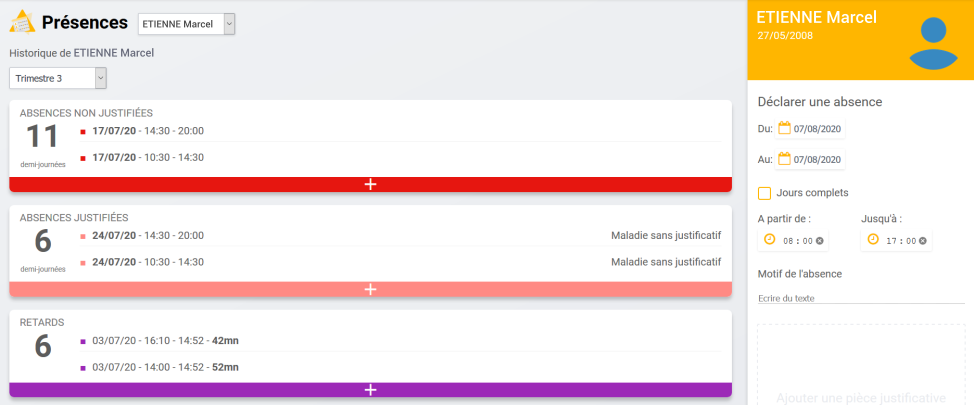 Présences
ETIENNE Marcel
Historique de ETIENNE Marcel
Trimestre 3
ABSENCES NON JUSTIFIÉES
11
demi-journées
17/07/20 - 14:30 - 20:00
17/07/20 - 10:30 - 14:30
+
ABSENCES JUSTIFIÉES
6
demi-journées
24/07/20 - 14:30 - 20:00 Maladie sans justificatif
24/07/20 - 10:30 - 14:30 Maladie sans justificatif
+
RETARDS
6
03/07/20 - 16:10 - 14:52 - 42mn
03/07/20 - 14:00 - 14:52 - 52mn
+
ETIENNE Marcel
27/05/2008
Déclarer une absence
Du: 07/08/2020
Au: 07/08/2020
Jours complets
A partir de : Jusqu'à :
08 : 00 17 : 00
Motif de l'absence
Ecrire du texte
Ajouter une pièce justificative